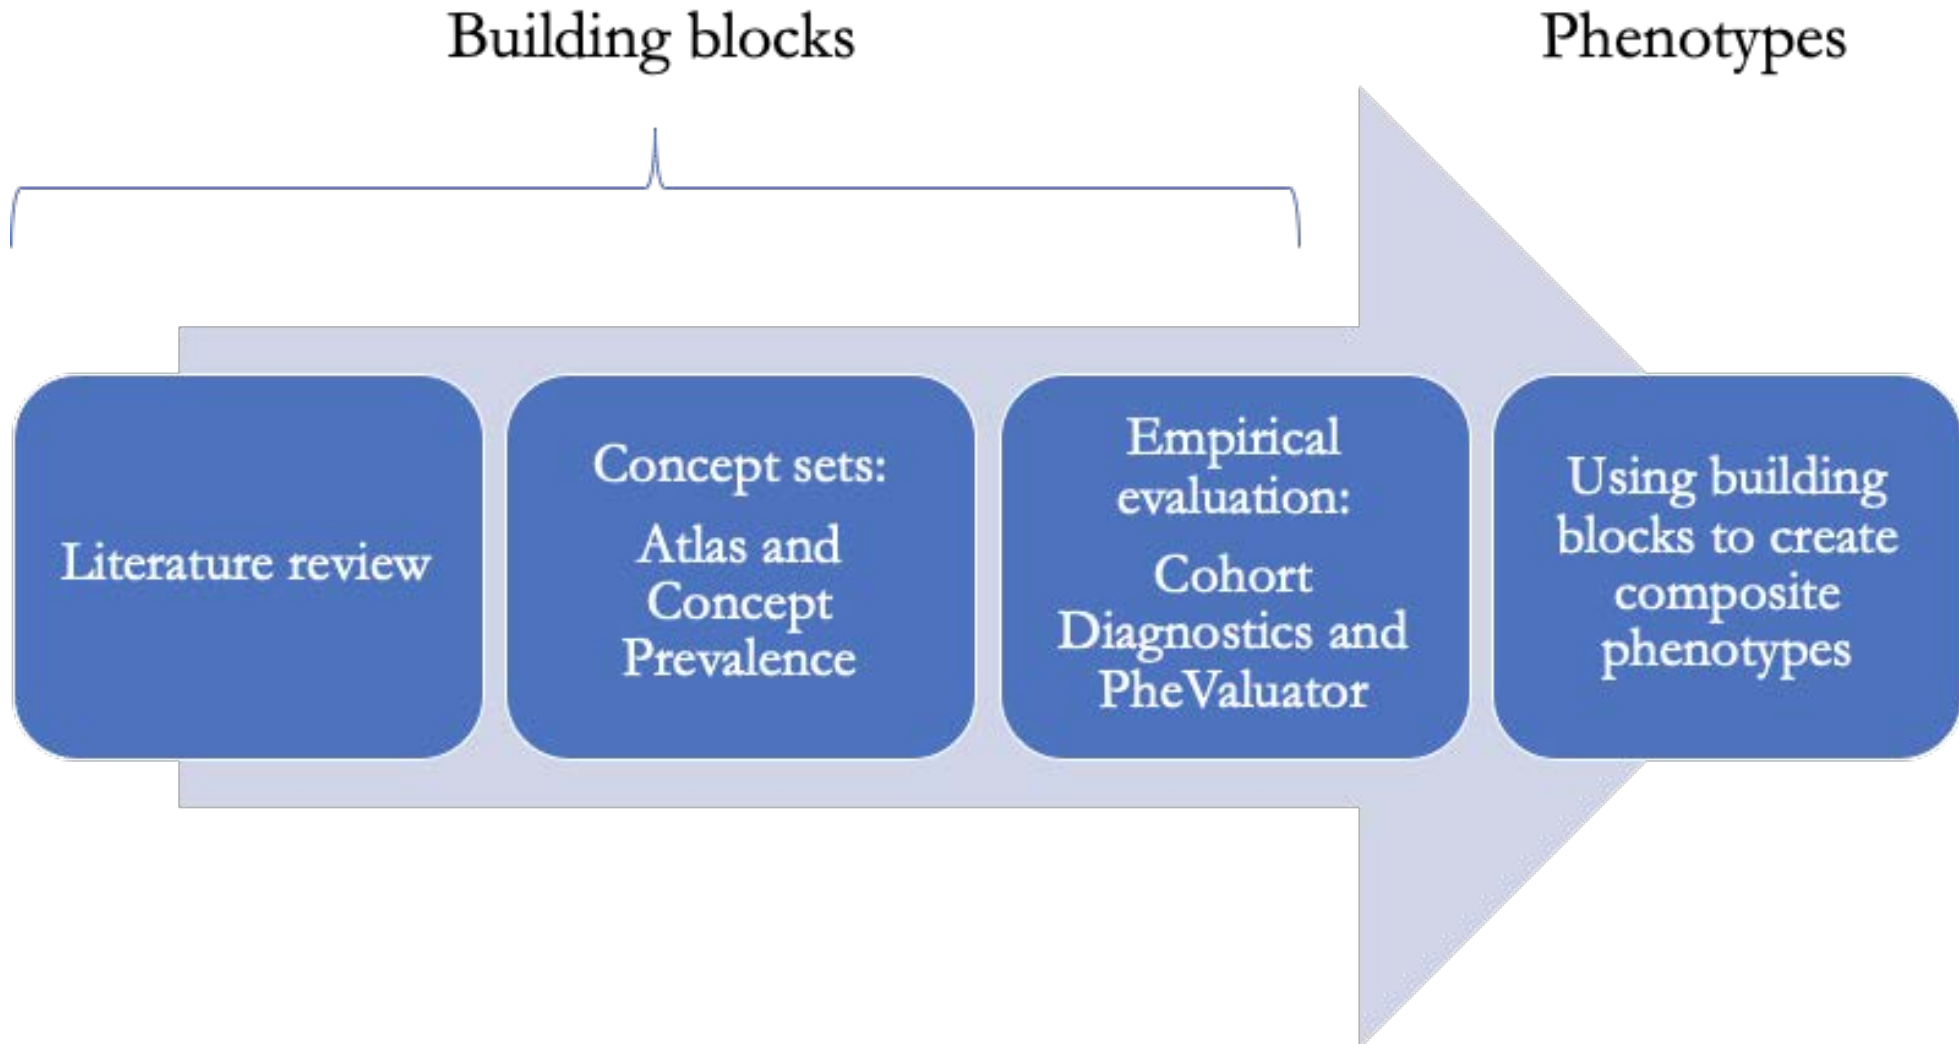 Building blocks
Phenotypes
Literature review
Concept sets:
Atlas and
Concept
Prevalence
Empirical
evaluation:
Cohort
Diagnostics and
PheValuator
Using building
blocks to create
composite
phenotypes